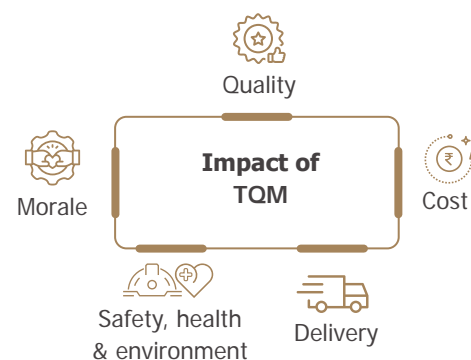 Quality
Impact of
TQM
Morale
₹
Cost
Safety, health
& environment
Delivery